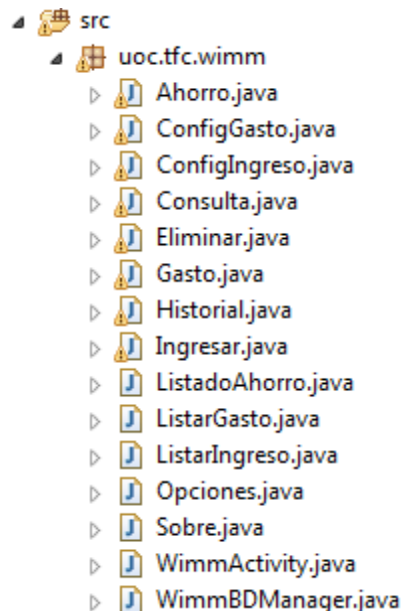 src
uoc.tfc.wimm
Ahorro.java
ConfigGasto.java
ConfigIngreso.java
Consulta.java
Eliminar.java
Gasto.java
Historial.java
Ingresar.java
ListadoAhorro.java
ListarGasto.java
ListarIngreso.java
Opciones.java
Sobre.java
WimmActivity.java
WimmBDManager.java